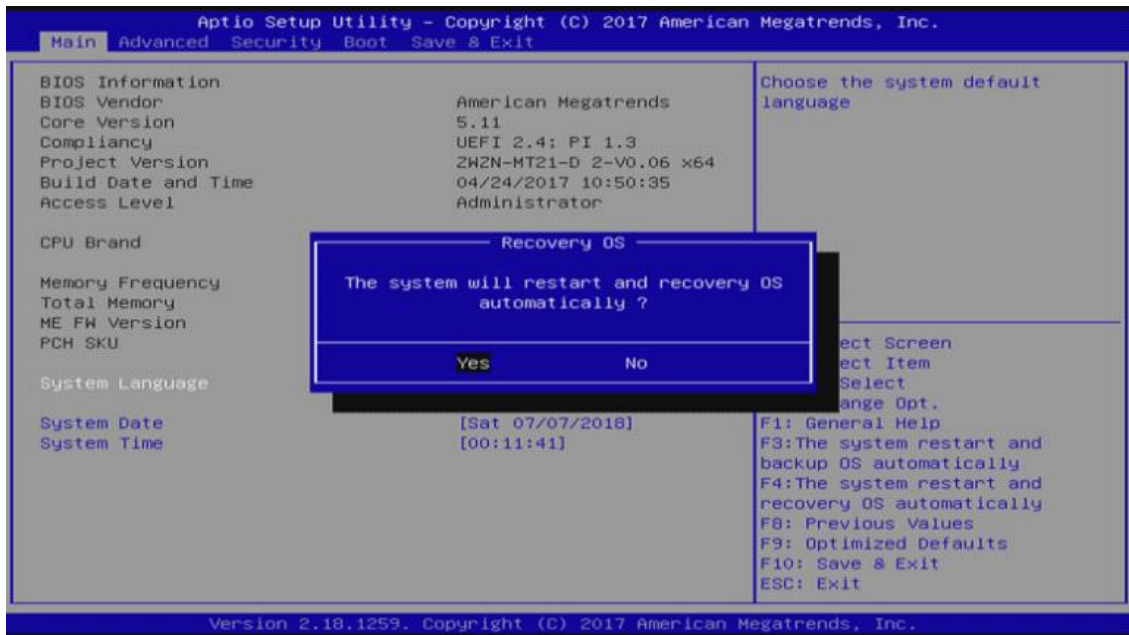 Aptio Setup Utility – Copyright (C) 2017 American Megatrends, Inc.
Main Advanced Security Boot Save & Exit
BIOS Information
BIOS Vendor American Megatrends
Core Version 5.11
Compliancy UEFI 2.4; PI 1.3
Project Version ZWZN-MT21-D 2-V0.06 x64
Build Date and Time 04/24/2017 10:50:35
Access Level Administrator
CPU Brand
Memory Frequency
Total Memory
ME FW Version
PCH SKU
System Language
System Date [Sat 07/07/2018]
System Time [00:11:41]
Recovery OS
The system will restart and recovery OS
automatically ?
Yes No
Choose the system default
language
ect Screen
ect Item
Select
ange Opt.
F1: General Help
F3:The system restart and
backup OS automatically
F4:The system restart and
recovery OS automatically
F8: Previous Values
F9: Optimized Defaults
F10: Save & Exit
ESC: Exit
Version 2.18.1259. Copyright (C) 2017 American Megatrends, Inc.